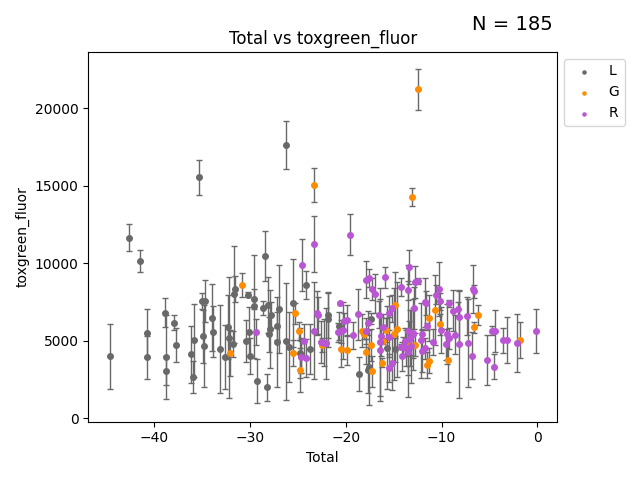 N = 185
Total vs toxgreen_fluor
L
G
R
20000
15000
10000
5000
0
toxgreen_fluor
−40 −30 −20 −10 0
Total